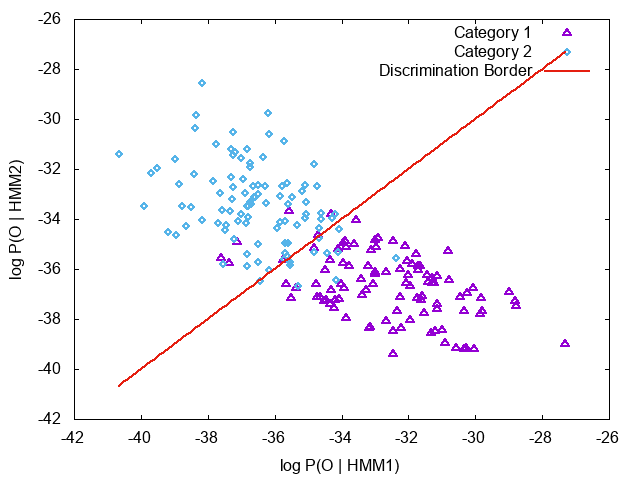 -26
-28
-30
-32
-34
-36
-38
-40
-42
-42 -40 -38 -36 -34 -32 -30 -28 -26
log P(O | HMM2)
log P(O | HMM1)
Category 1
Category 2
Discrimination Border